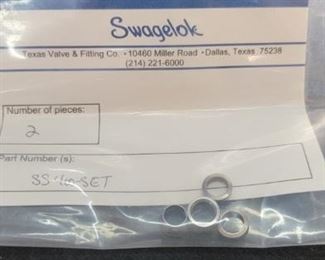 Swagelok
Texas Valve & Fitting Co. • 10460 Miller Road • Dallas, Texas 75238
(214) 221-6000
Number of pieces:
2
Part Number (s):
SS-400-SET